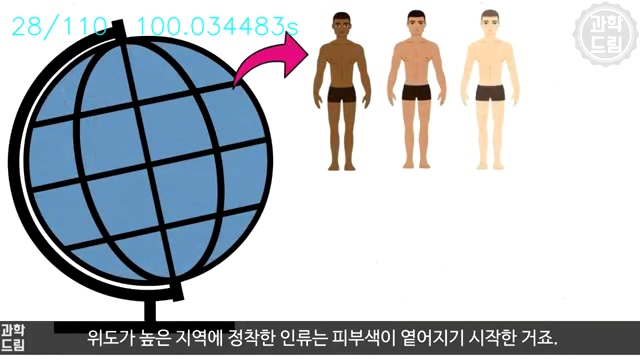 28/110 100.034483s
과학
드림
과학
드림
위도가 높은 지역에 정착한 인류는 피부색이 옅어지기 시작한 거죠.